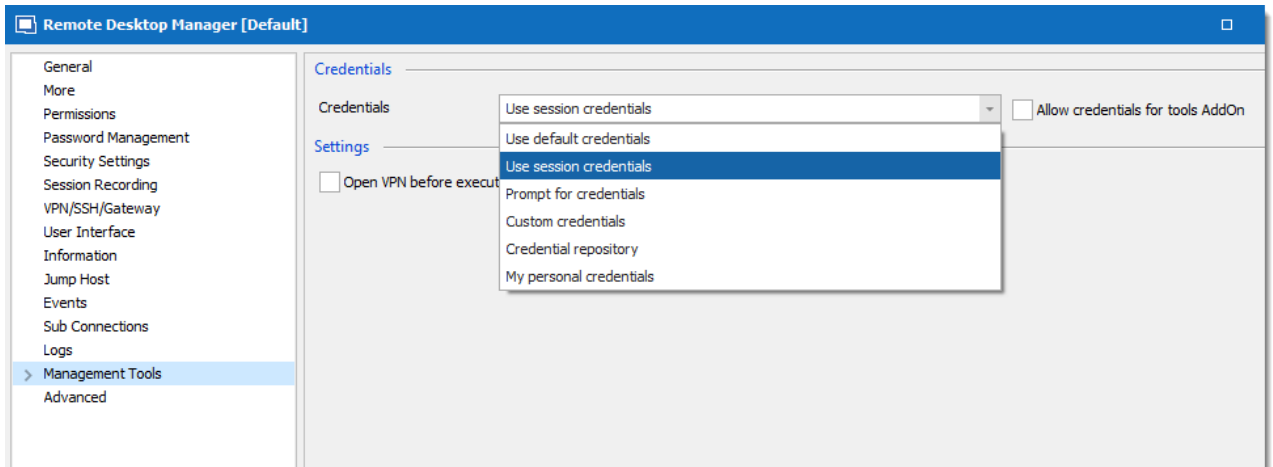 Remote Desktop Manager [Default]
General
More
Permissions
Password Management
Security Settings
Session Recording
VPN/SSH/Gateway
User Interface
Information
Jump Host
Events
Sub Connections
Logs
Management Tools
Advanced
Credentials
Credentials
Use session credentials
Allow credentials for tools AddOn
Use default credentials
Use session credentials
Prompt for credentials
Custom credentials
Credential repository
My personal credentials
Settings
Open VPN before execut